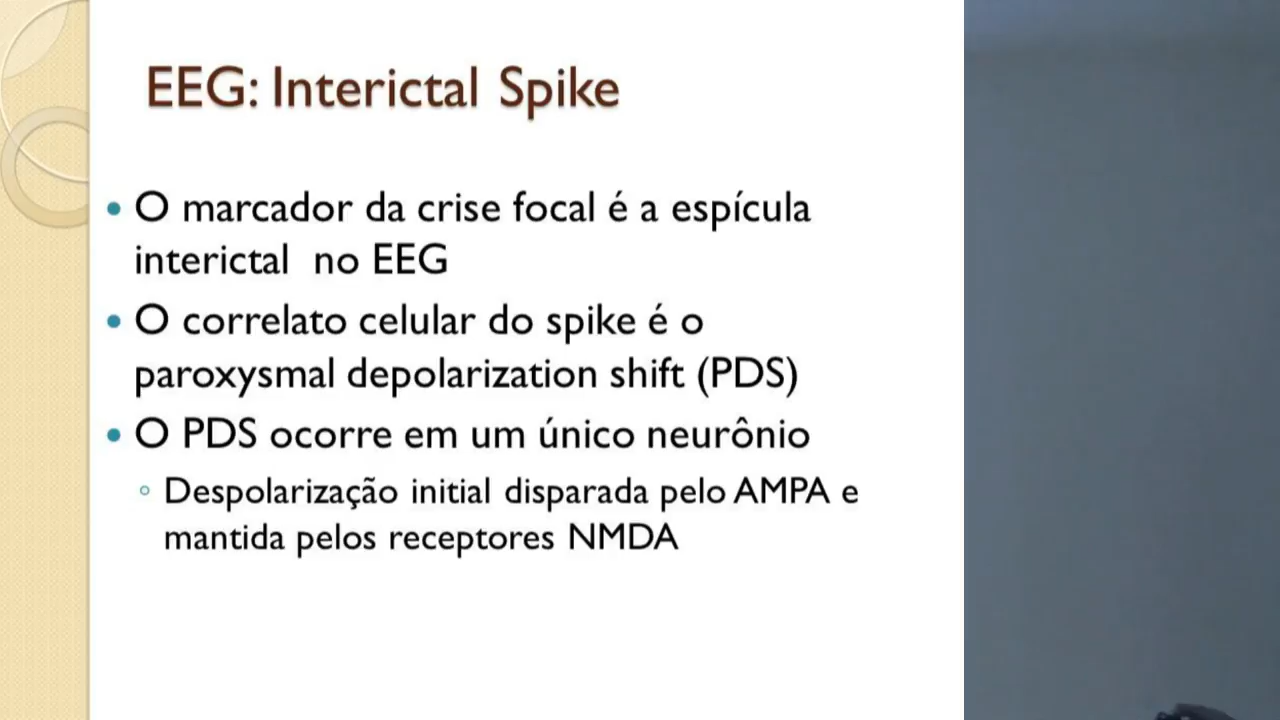 EEG: Interictal Spike
• O marcador da crise focal é a espícula
interictal no EEG
• O correlato celular do spike é o
paroxysmal depolarization shift (PDS)
• O PDS ocorre em um único neurônio
◦ Despolarização inicial disparada pelo AMPA e
mantida pelos receptores NMDA